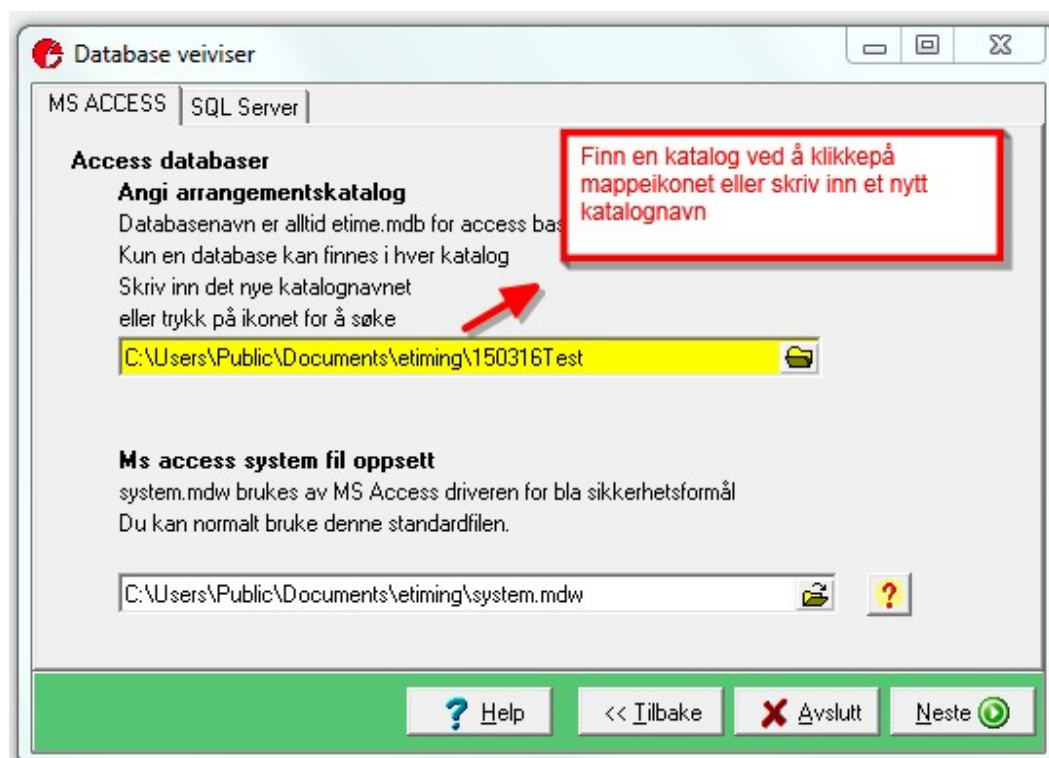 Database veiviser
MS ACCESS
SQL Server
Access databaser
Angi arrangementskatalog
Databasenavn er alltid etime.mdb for access bas
Kun en database kan finnes i hver katalog
Skriv inn det nye katalognavnet
eller trykk på ikonet for å søke
Finn en katalog ved å klikkepå
mappeikonet eller skriv inn et nytt
katalognavn
C:\Users\Public\Documents\etiming\150316Test
Ms access system fil oppsett
system.mdw brukes av MS Access driveren for bla sikkerhetsformål
Du kan normalt bruke denne standardfilen.
C:\Users\Public\Documents\etiming\system.mdw
?
? Help
<< Tilbake
Avslutt
Neste